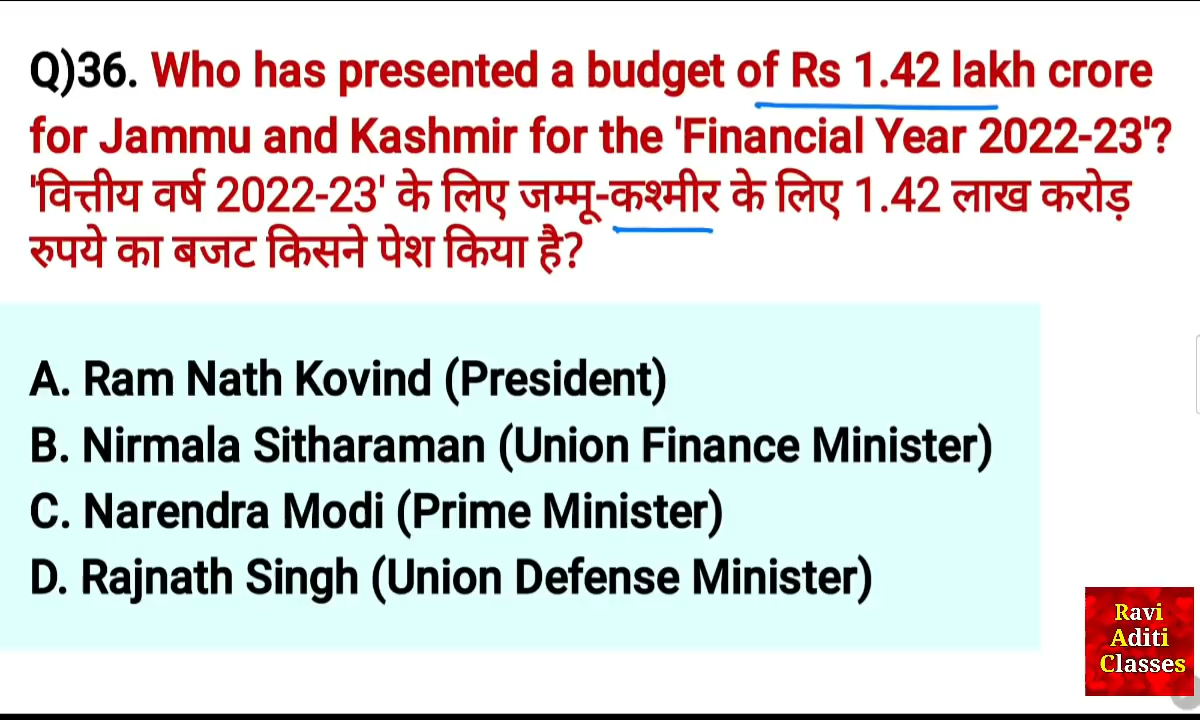 Q)36. Who has presented a budget of Rs 1.42 lakh crore
for Jammu and Kashmir for the 'Financial Year 2022-23'?
'वित्तीय वर्ष 2022-23' के लिए जम्मू-कश्मीर के लिए 1.42 लाख करोड़
रुपये का बजट किसने पेश किया है?
A. Ram Nath Kovind (President)
B. Nirmala Sitharaman (Union Finance Minister)
C. Narendra Modi (Prime Minister)
D. Rajnath Singh (Union Defense Minister)
Ravi
Aditi
Classes